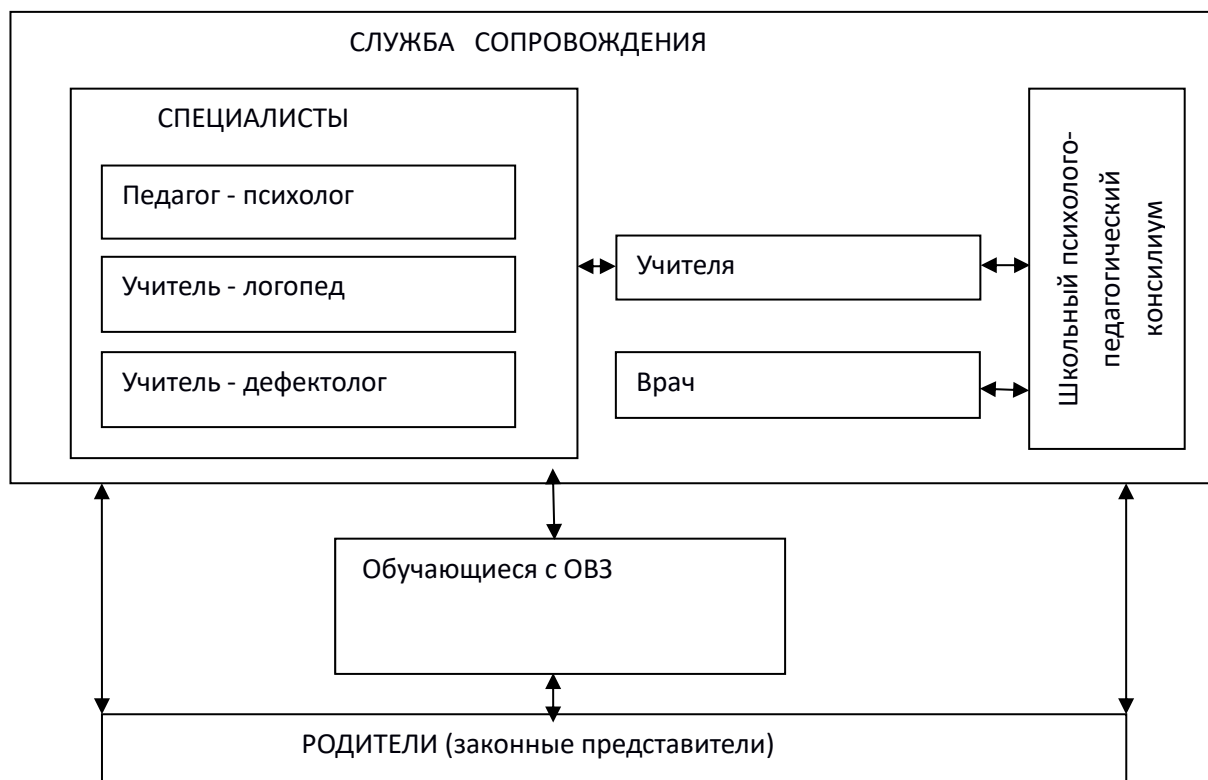 СЛУЖБА СОПРОВОЖДЕНИЯ
СПЕЦИАЛИСТЫ
Педагог - психолог
Учитель - логопед
Учитель - дефектолог
Учителя
Врач
Школьный психолого-
педагогический
консилиум
Обучающиеся с ОВЗ
РОДИТЕЛИ (законные представители)